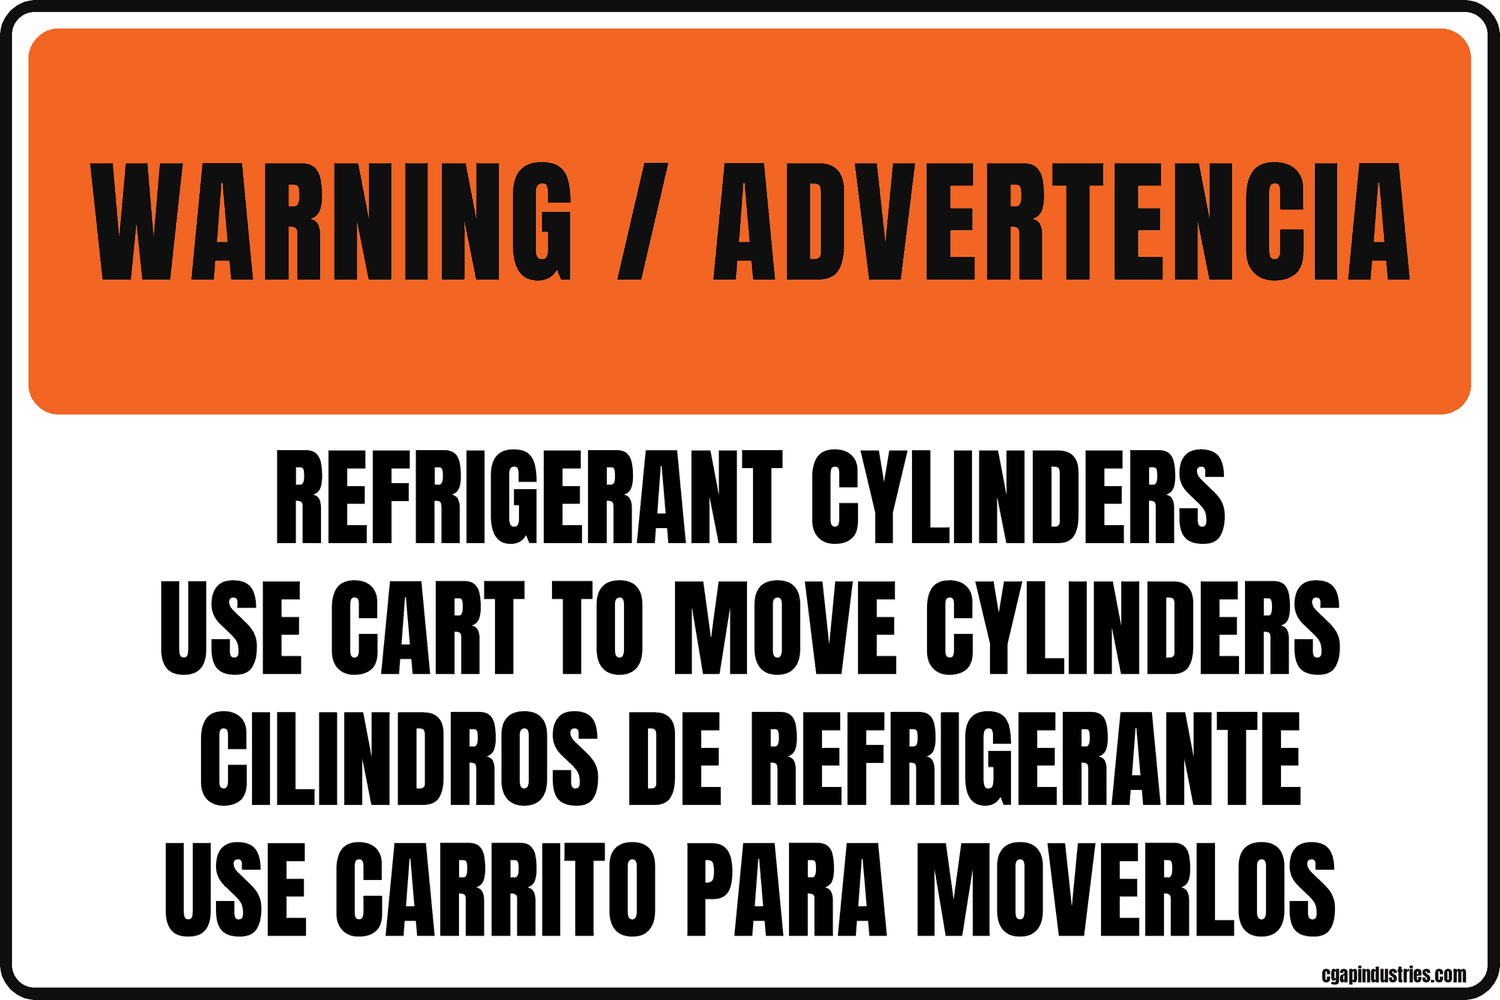 WARNING / ADVERTENCIA
REFRIGERANT CYLINDERS
USE CART TO MOVE CYLINDERS
CILINDROS DE REFRIGERANTE
USE CARRITO PARA MOVERLOS
cgapindustries.com